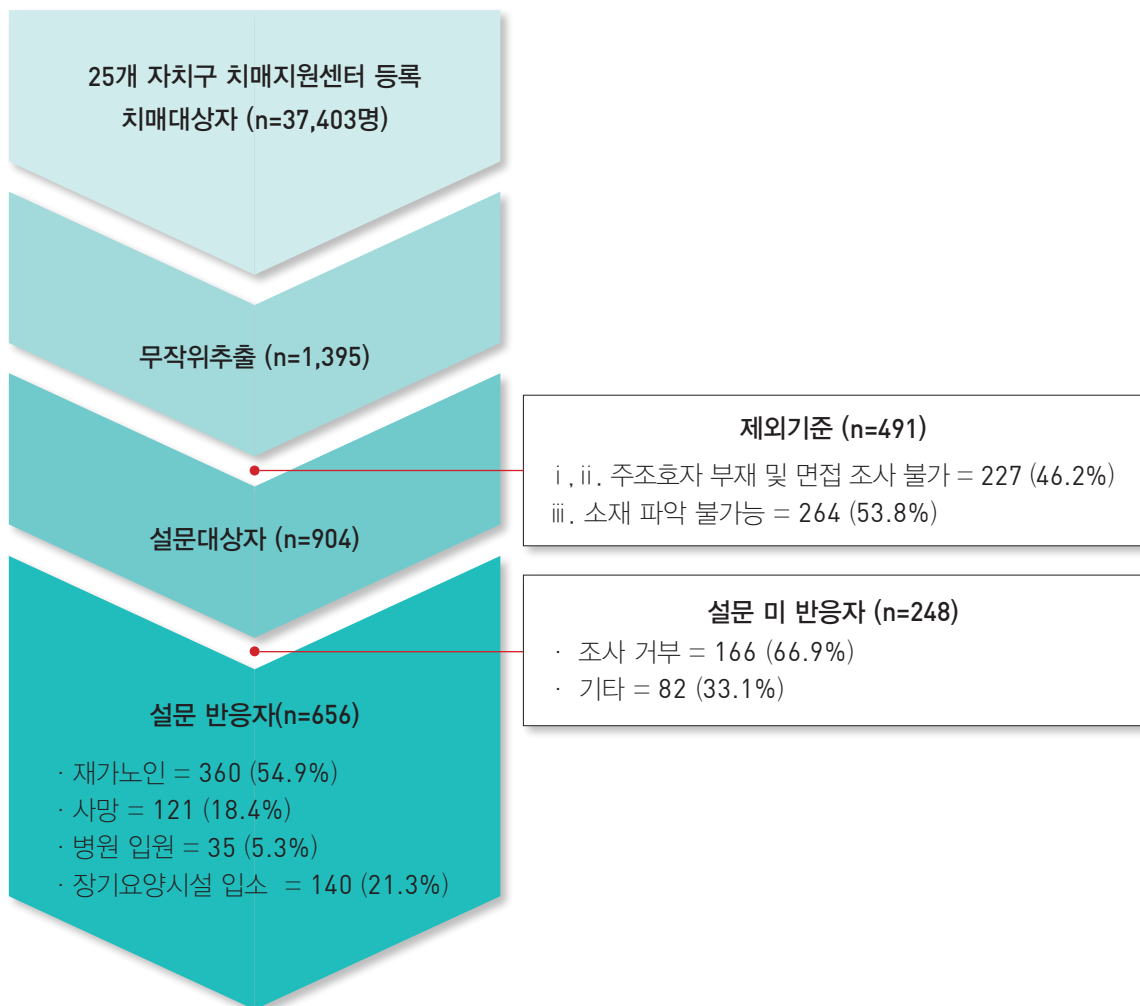 25개 자치구 치매지원센터 등록
치매대상자 (n=37,403명)
무작위추출 (n=1,395)
제외기준 (n=491)
ⅰ,ⅱ. 주조호자 부재 및 면접 조사 불가 = 227 (46.2%)
ⅲ. 소재 파악 불가능 = 264 (53.8%)
설문대상자 (n=904)
설문 미 반응자 (n=248)
· 조사 거부 = 166 (66.9%)
· 기타 = 82 (33.1%)
설문 반응자(n=656)
· 재가노인 = 360 (54.9%)
· 사망 = 121 (18.4%)
· 병원 입원 = 35 (5.3%)
· 장기요양시설 입소 = 140 (21.3%)